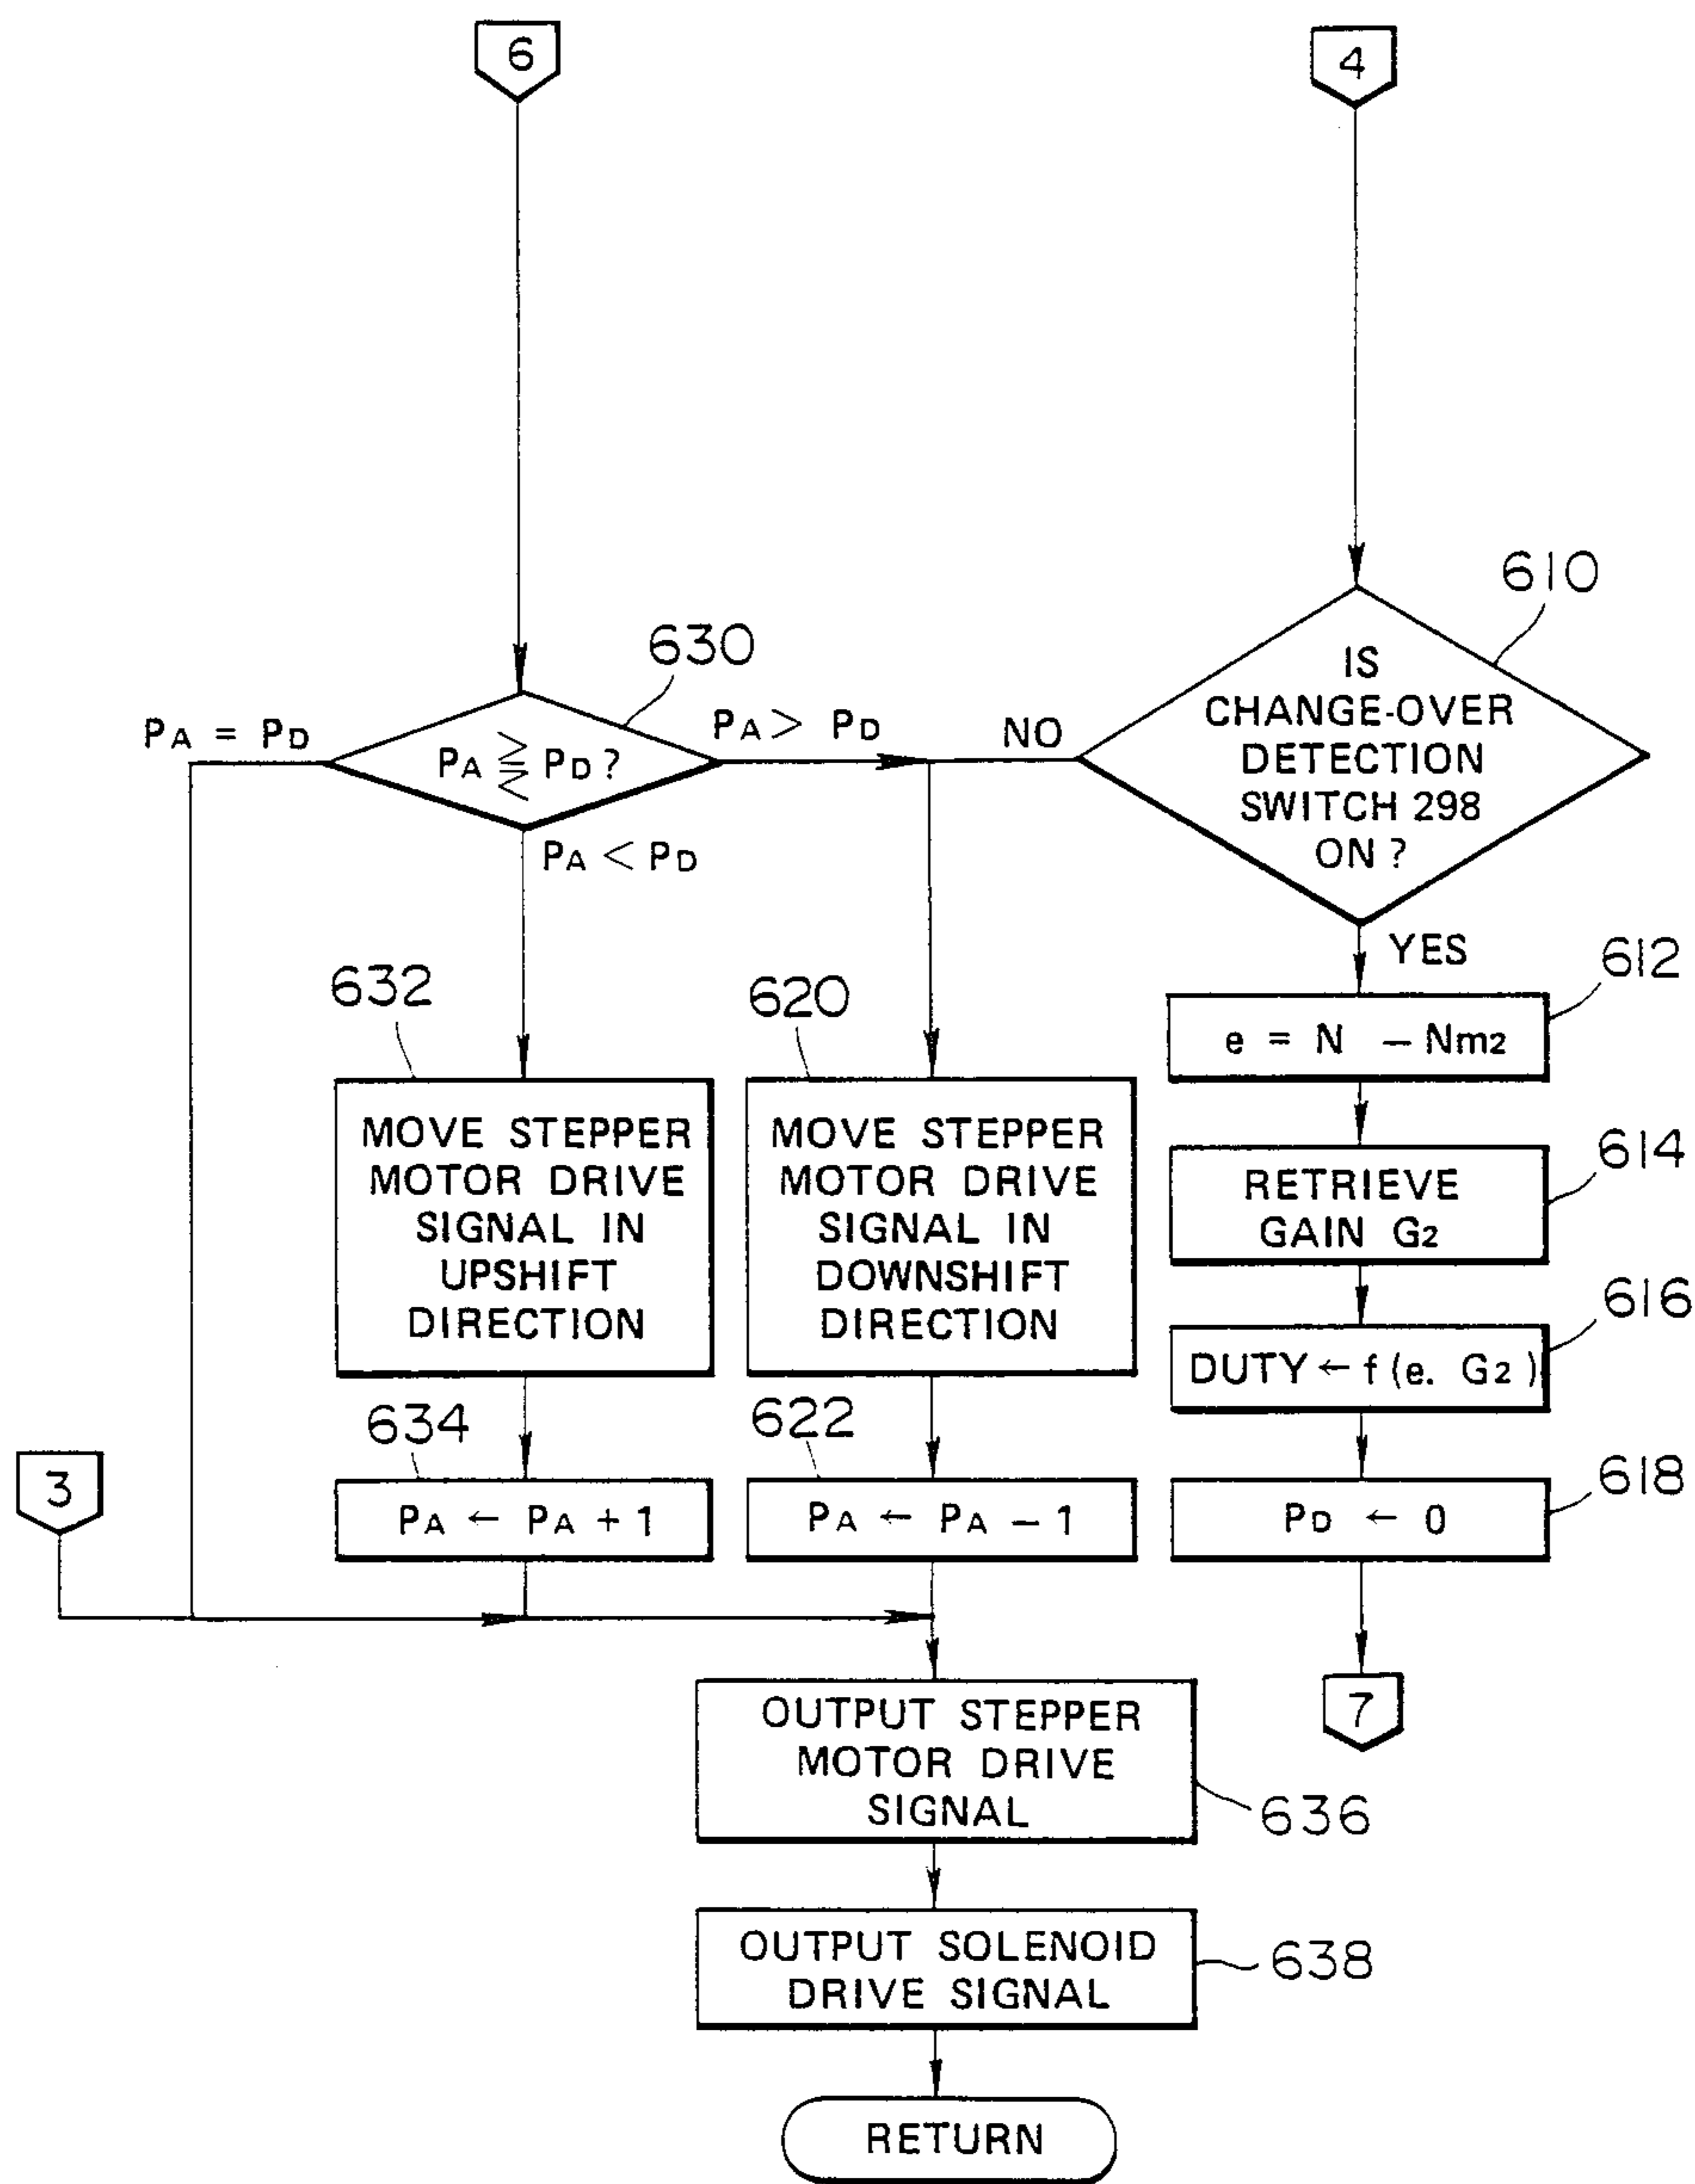 6
4
610
IS
CHANGE-OVER
DETECTION
SWITCH 298
ON ?
NO
YES
630
PA ⋛ PD ?
PA = PD
PA > PD
PA < PD
632
MOVE STEPPER
MOTOR DRIVE
SIGNAL IN
UPSHIFT
DIRECTION
620
MOVE STEPPER
MOTOR DRIVE
SIGNAL IN
DOWNSHIFT
DIRECTION
612
e = N - Nm2
614
RETRIEVE
GAIN G2
616
DUTY ← f (e. G2)
618
PD ← 0
634
PA ← PA + 1
622
PA ← PA - 1
3
7
OUTPUT STEPPER
MOTOR DRIVE
SIGNAL
636
OUTPUT SOLENOID
DRIVE SIGNAL
638
RETURN